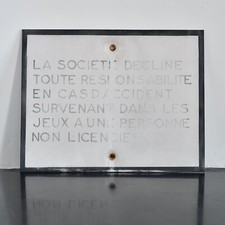 LA SOCIETE DECLINE
TOUTE RESPONSABILITE
EN CAS D'ACCIDENT
SURVENANT DANS LES
JEUX A UNE PERSONNE
NON LICENCIEE